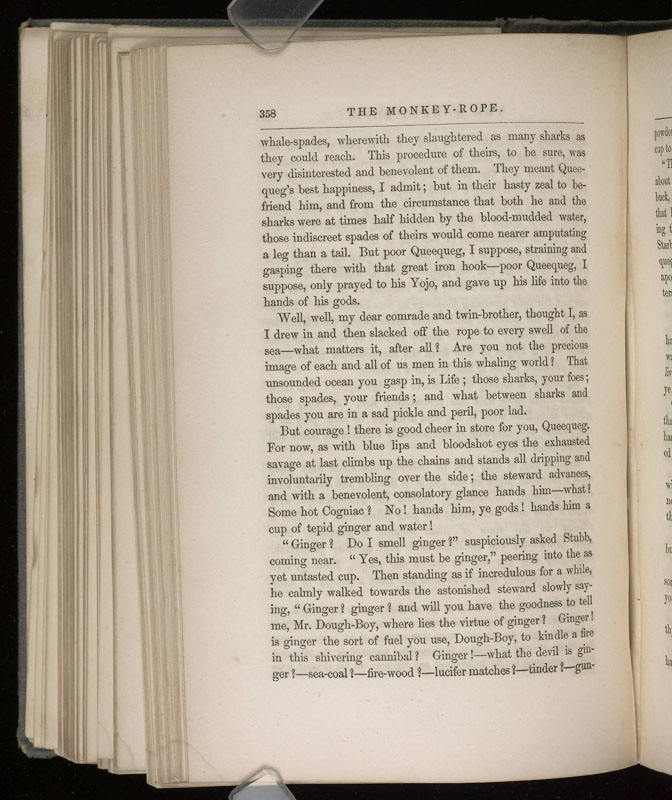 358 THE MONKEY-ROPE.
whale-spades, wherewith they slaughtered as many sharks as
they could reach. This procedure of theirs, to be sure, was
very disinterested and benevolent of them. They meant Quee-
queg's best happiness, I admit; but in their hasty zeal to be-
friend him, and from the circumstance that both he and the
sharks were at times half hidden by the blood-mudded water,
those indiscreet spades of theirs would come nearer amputating
a leg than a tail. But poor Queequeg, I suppose, straining and
gasping there with that great iron hook—poor Queequeg, I
suppose, only prayed to his Yojo, and gave up his life into the
hands of his gods.
Well, well, my dear comrade and twin-brother, thought I, as
I drew in and then slacked off the rope to every swell of the
sea—what matters it, after all? Are you not the precious
image of each and all of us men in this whaling world? That
unsounded ocean you gasp in, is Life; those sharks, your foes;
those spades, your friends; and what between sharks and
spades you are in a sad pickle and peril, poor lad.
But courage! there is good cheer in store for you, Queequeg.
For now, as with blue lips and bloodshot eyes the exhausted
savage at last climbs up the chains and stands all dripping and
involuntarily trembling over the side; the steward advances,
and with a benevolent, consolatory glance hands him—what?
Some hot Cogniac? No! hands him, ye gods! hands him a
cup of tepid ginger and water!
"Ginger? Do I smell ginger?" suspiciously asked Stubb,
coming near. "Yes, this must be ginger," peering into the as
yet untasted cup. Then standing as if incredulous for a while,
he calmly walked towards the astonished steward slowly say-
ing, "Ginger? ginger? and will you have the goodness to tell
me, Mr. Dough-Boy, where lies the virtue of ginger? Ginger!
is ginger the sort of fuel you use, Dough-Boy, to kindle a fire
in this shivering cannibal? Ginger!—what the devil is gin-
ger?—sea-coal?—fire-wood?—lucifer matches?—tinder?—gun-